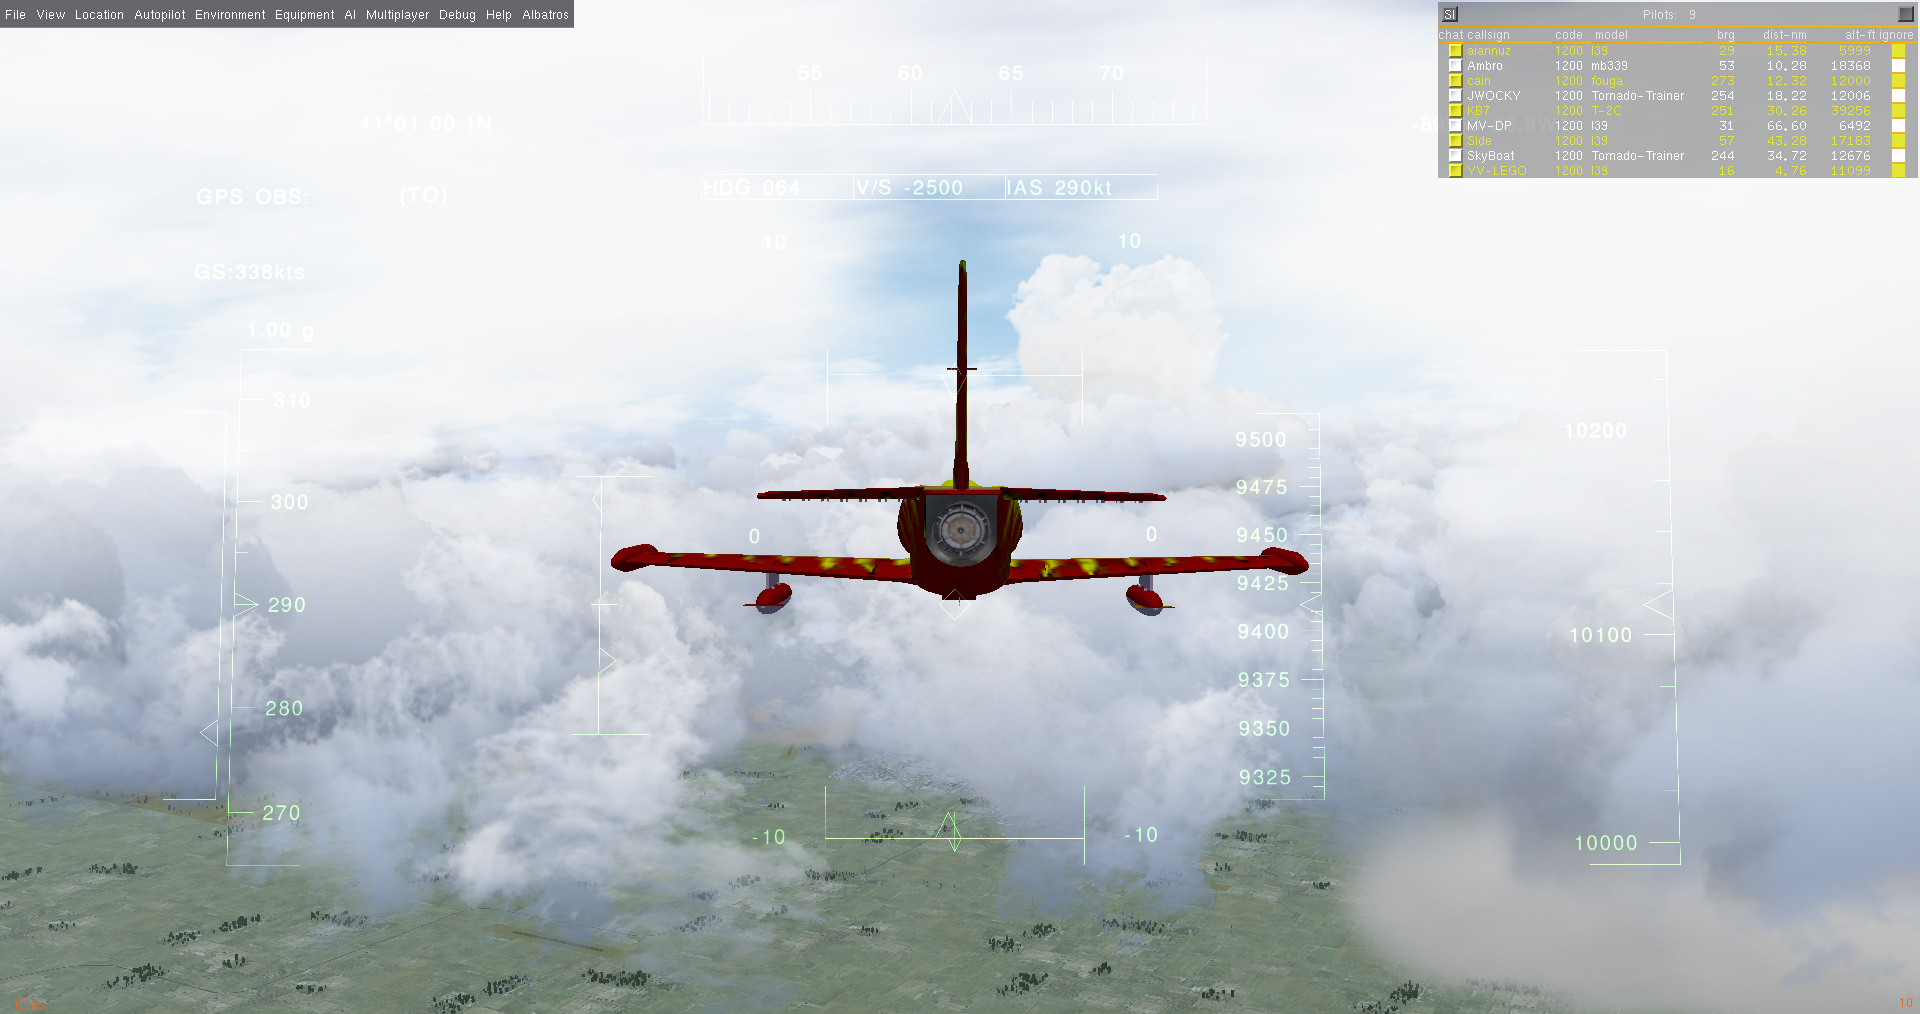 File View Location Autopilot Environment Equipment AI Multiplayer Debug Help Albatros
SI Pilots: 9
chat callsign code model brg dist-nm alt-ft ignore
aiannuz 1200 l39 29 15.38 5999
Ambro 1200 mb339 53 10.28 18368
cain 1200 fouga 273 12.32 12000
JWOCKY 1200 Tornado-Trainer 254 18.22 12006
KB7 1200 T-2C 251 30.26 39256
MV-DP 1200 l39 31 66.60 6492
Side 1200 l39 57 43.28 17183
SkyBoat 1200 Tornado-Trainer 244 34.72 12676
YV-LEGO 1200 l39 16 4.76 11099
55 60 65 70
41°01 00.1N
HDG 064 V/S -2500 IAS 290kt
GPS OBS: (TO)
10 10
GS:338kts
1.00 g
310
300
290
280
270
0 0
-10 -10
9500
9475
9450
9425
9400
9375
9350
9325
10200
10100
10000
10